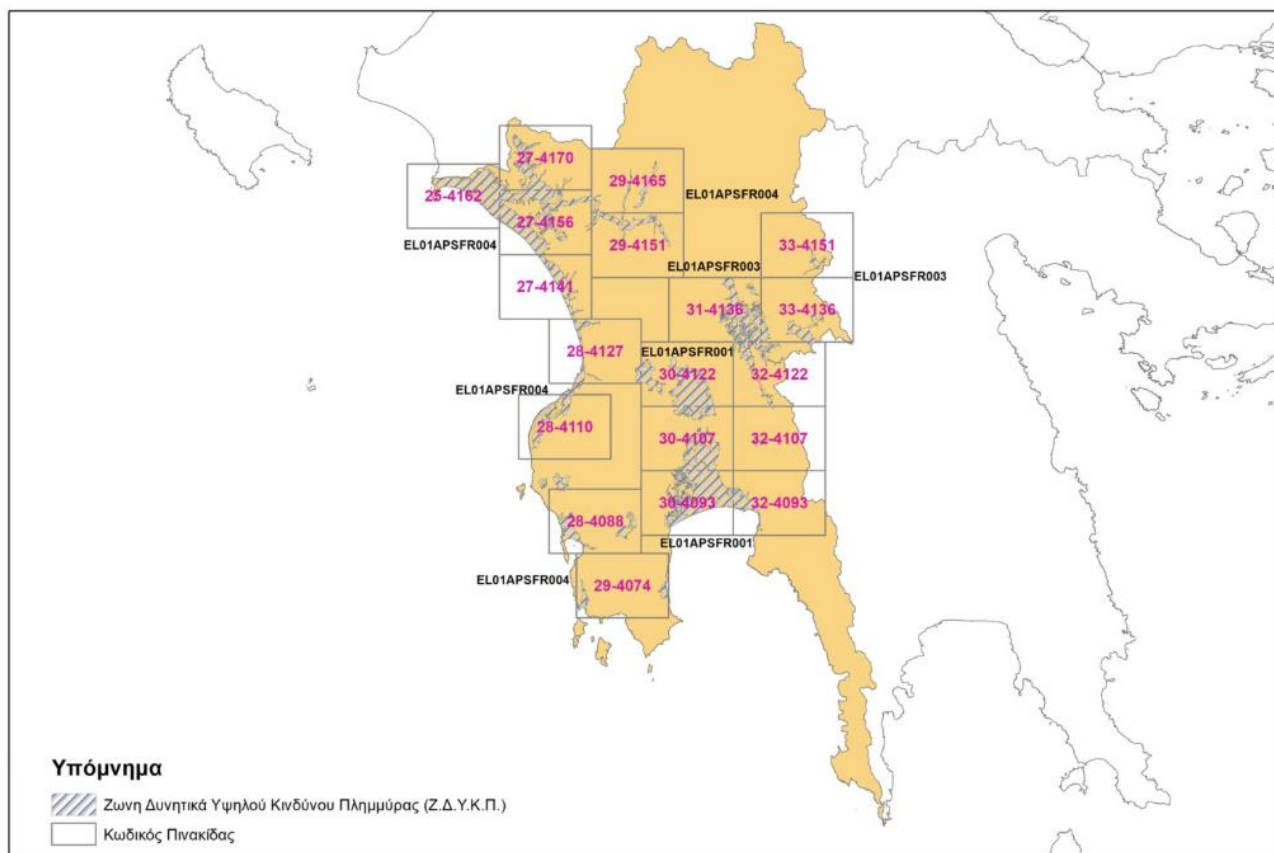 27-4170
29-4165
25-4162
EL01APSFR004
27-4156
EL01APSFR004
29-4151
33-4151
EL01APSFR003
EL01APSFR003
27-4141
31-4136
33-4136
28-4127
EL01APSFR001
30-4122
32-4122
EL01APSFR004
28-4110
30-4107
32-4107
30-4093
32-4093
28-4088
EL01APSFR001
EL01APSFR004
29-4074
Υπόμνημα
Ζωνη Δυνητικά Υψηλού Κινδύνου Πλημμύρας (Ζ.Δ.Υ.Κ.Π.)
Κωδικός Πινακίδας